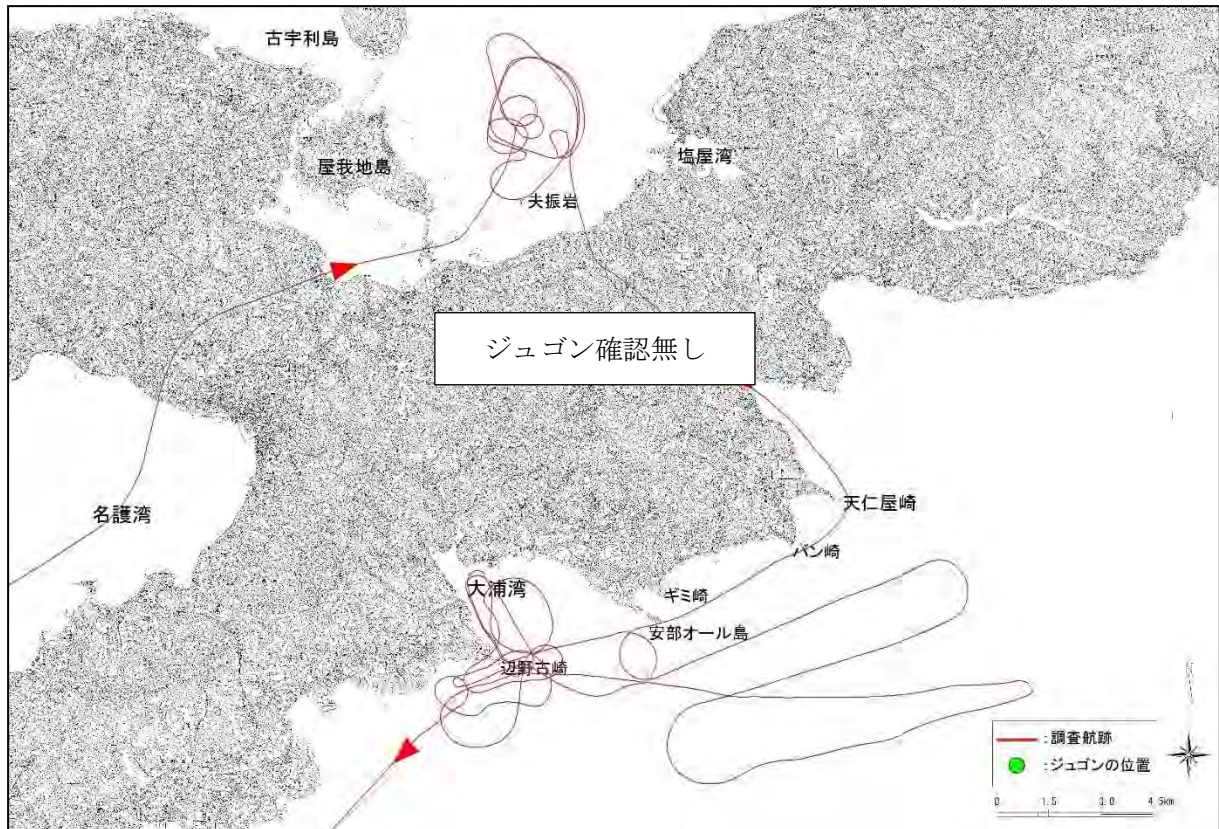 古宇利島
屋我地島
塩屋湾
夫振岩
ジュゴン確認無し
名護湾
天仁屋崎
バン崎
大浦湾
ギミ崎
安部オール島
辺野古崎
:調査航跡
:ジュゴンの位置
0 1.5 3.0 4.5km